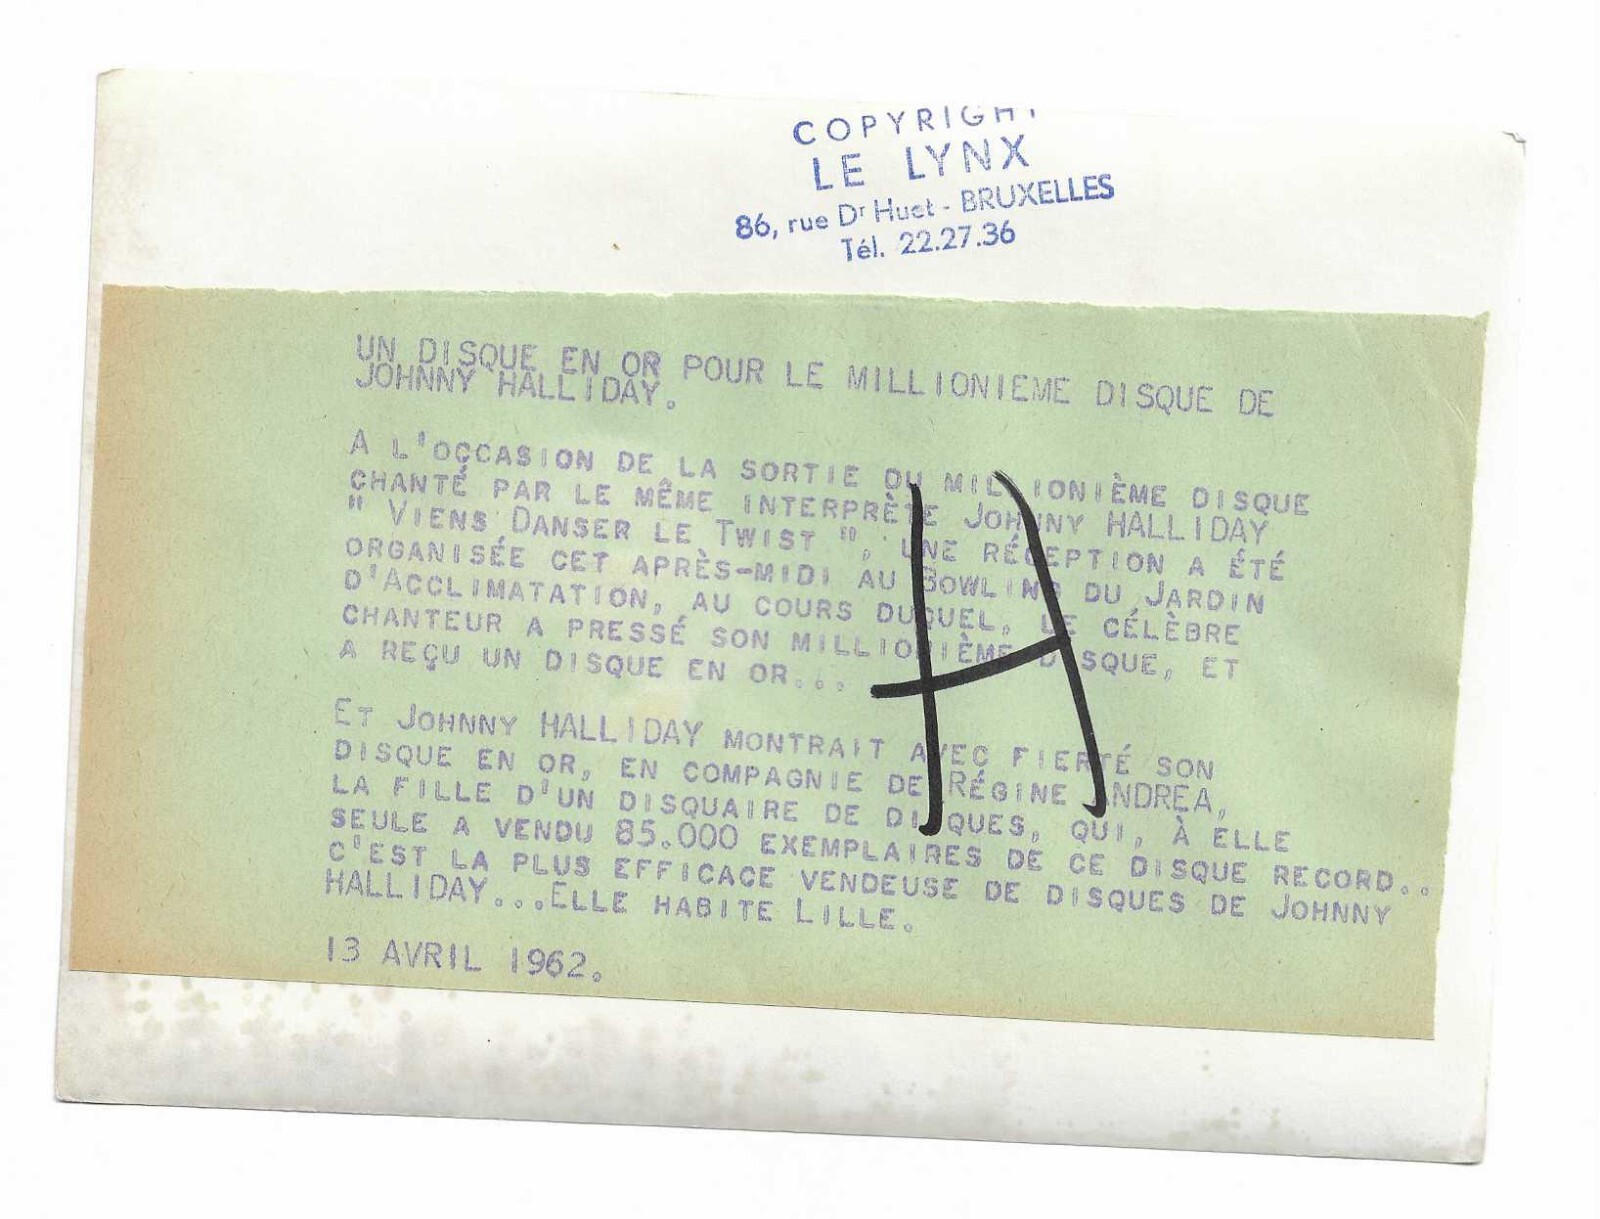 COPYRIGHT
LE LYNX
86, rue Dr Huet - BRUXELLES
Tél. 22.27.36
UN DISQUE EN OR POUR LE MILLIONIEME DISQUE DE
JOHNNY HALLIDAY.
A L'OCCASION DE LA SORTIE DU MILLIONIÈME DISQUE
CHANTÉ PAR LE MÊME INTERPRÈTE JOHNNY HALLIDAY
" VIENS DANSER LE TWIST ", UNE RÉCEPTION A ÉTÉ
ORGANISÉE CET APRÈS-MIDI AU BOWLING DU JARDIN
D'ACCLIMATATION, AU COURS DUQUEL, LE CÉLÈBRE
CHANTEUR A PRESSÉ SON MILLIONIÈME DISQUE, ET
A REÇU UN DISQUE EN OR...
ET JOHNNY HALLIDAY MONTRAIT AVEC FIERTÉ SON
DISQUE EN OR, EN COMPAGNIE DE RÉGINE ANDREA,
LA FILLE D'UN DISQUAIRE DE DISQUES, QUI, À ELLE
SEULE A VENDU 85.000 EXEMPLAIRES DE CE DISQUE RECORD..
C'EST LA PLUS EFFICACE VENDEUSE DE DISQUES DE JOHNNY
HALLIDAY...ELLE HABITE LILLE.
13 AVRIL 1962.
H